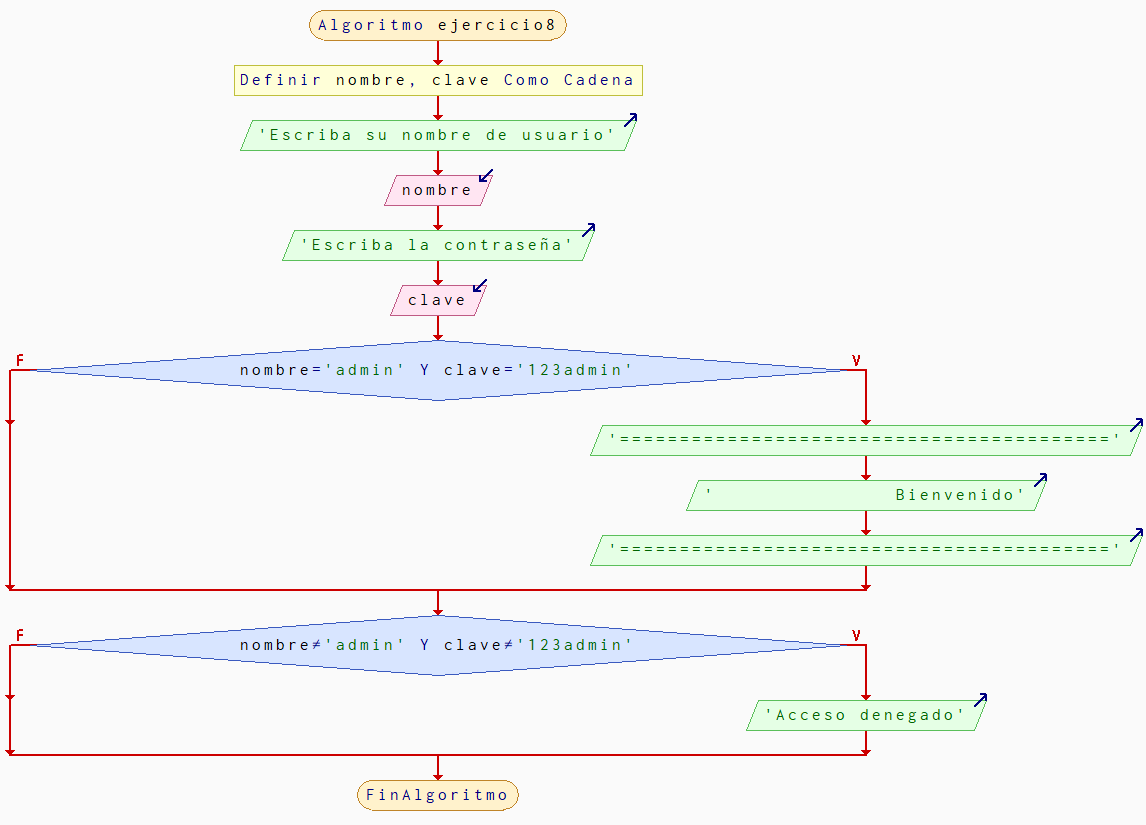 Algoritmo ejercicio8
Definir nombre, clave Como Cadena
'Escriba su nombre de usuario'
nombre
'Escriba la contraseña'
clave
F
nombre='admin' Y clave='123admin'
V
'========================================='
'               Bienvenido'
'========================================='
F
nombre≠'admin' Y clave≠'123admin'
V
'Acceso denegado'
FinAlgoritmo